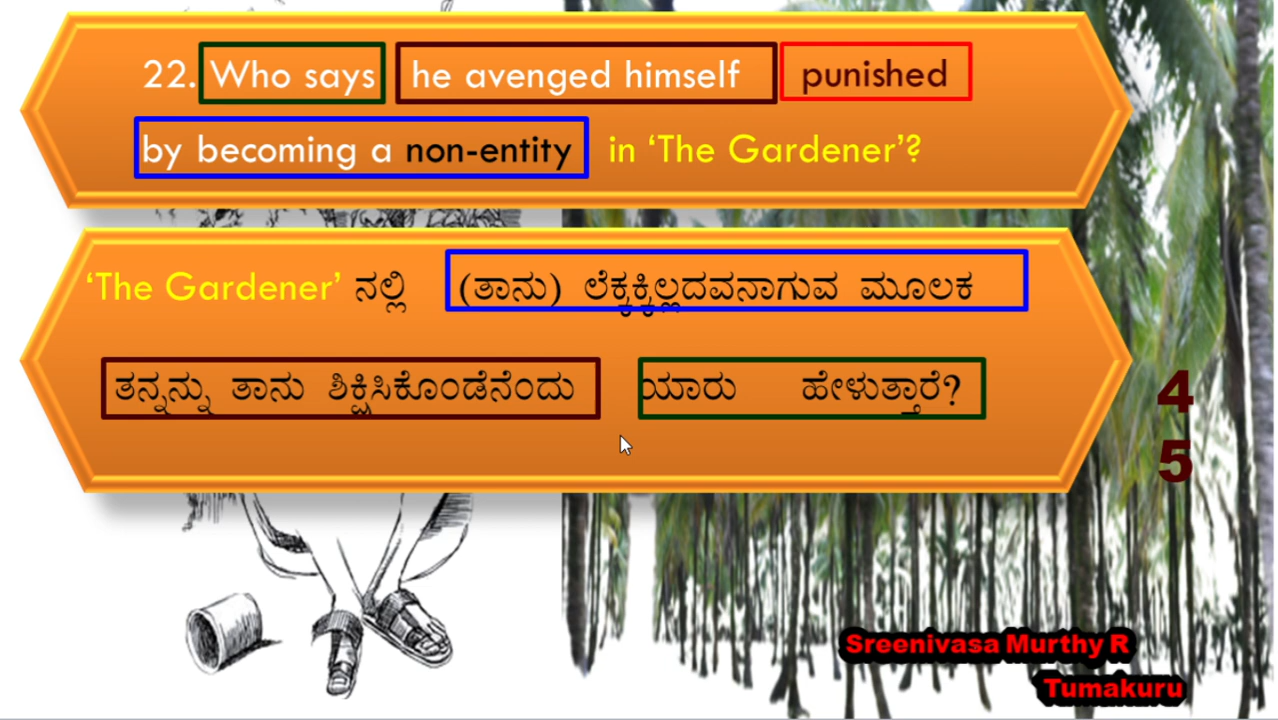 22. Who says he avenged himself punished
by becoming a non-entity in ‘The Gardener’?
‘The Gardener’ ನಲ್ಲಿ (ತಾನು) ಲೆಕ್ಕಕ್ಕಿಲ್ಲದವನಾಗುವ ಮೂಲಕ
ತನ್ನನ್ನು ತಾನು ಶಿಕ್ಷಿಸಿಕೊಂಡೆನೆಂದು ಯಾರು ಹೇಳುತ್ತಾರೆ?
4
5
Sreenivasa Murthy R
Tumakuru